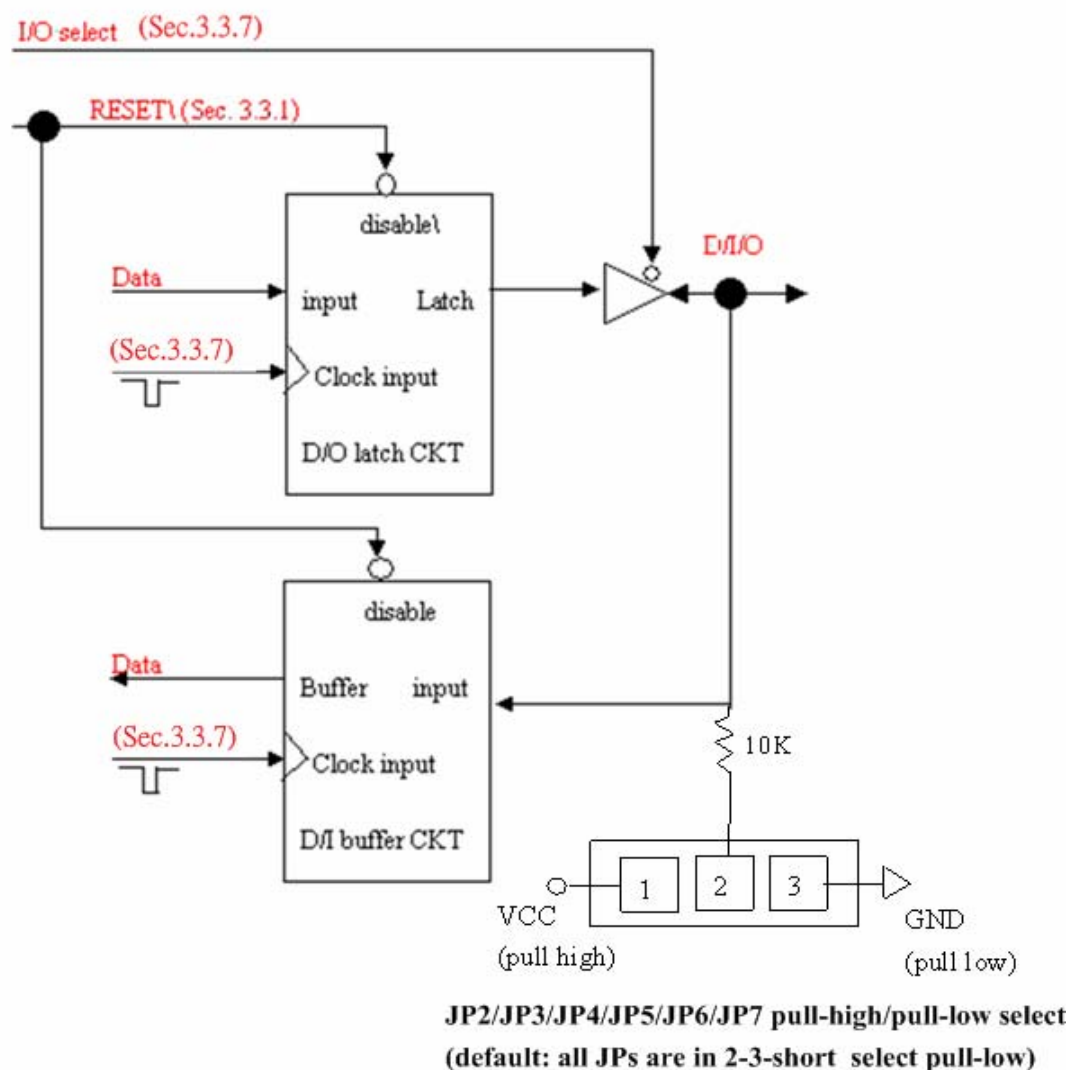 I/O select (Sec.3.3.7)
RESET\ (Sec. 3.3.1)
disable\
D/I/O
Data
input Latch
(Sec.3.3.7)
Clock input
D/O latch CKT
disable
Data
Buffer input
(Sec.3.3.7)
Clock input
D/I buffer CKT
10K
1 2 3
VCC
(pull high)
GND
(pull low)
JP2/JP3/JP4/JP5/JP6/JP7 pull-high/pull-low select
(default: all JPs are in 2-3-short select pull-low)